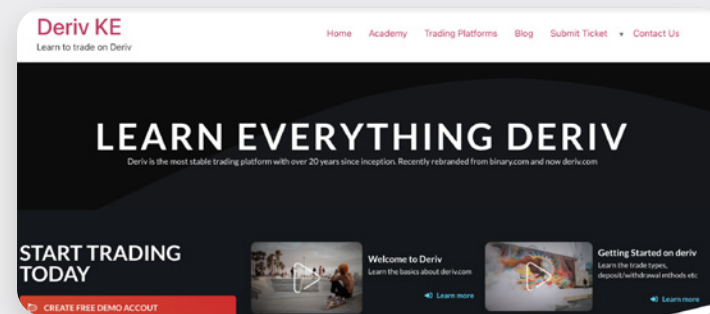 Deriv KE
Learn to trade on Deriv
Home Academy Trading Platforms Blog Submit Ticket ▾ Contact Us
LEARN EVERYTHING DERIV
Deriv is the most stable trading platform with over 20 years since inception. Recently rebranded from binary.com and now deriv.com
START TRADING
TODAY
CREATE FREE DEMO ACCOUT
Welcome to Deriv
Learn the basics about deriv.com
Learn more
Getting Started on deriv
Learn the trade types,
deposit/withdrawal mthods etc
Learn more